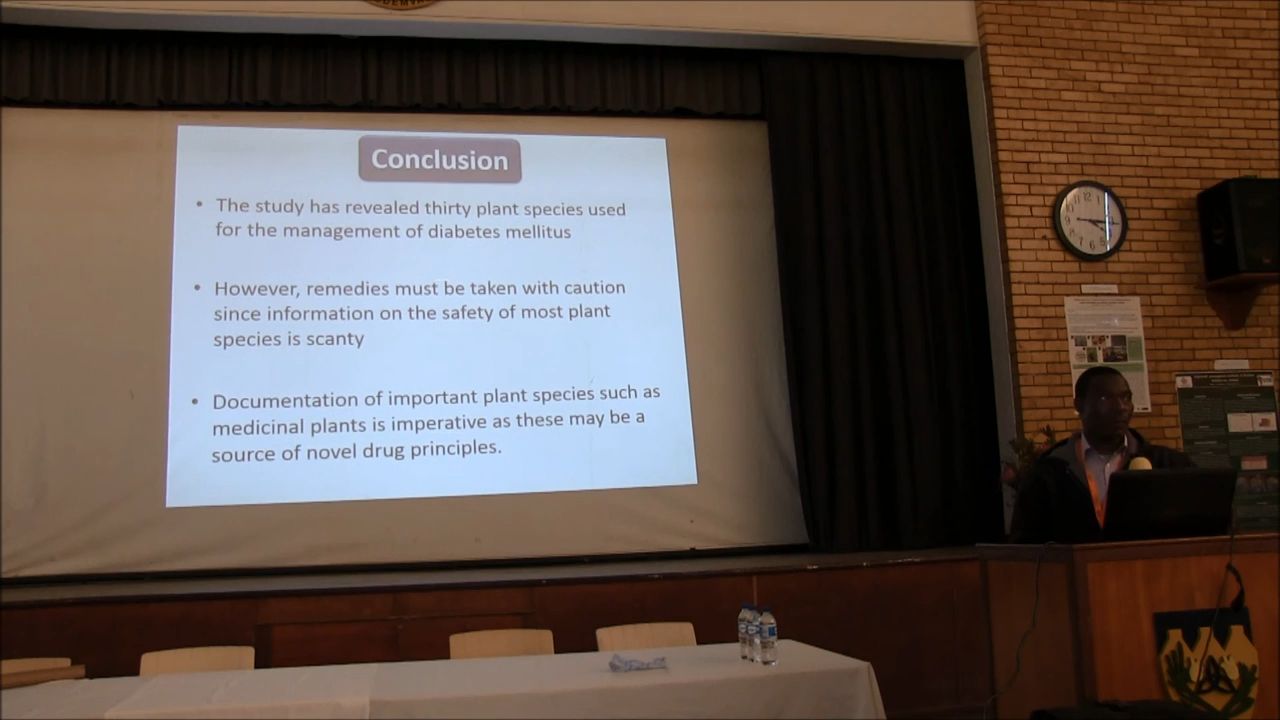 Conclusion
• The study has revealed thirty plant species used
for the management of diabetes mellitus
• However, remedies must be taken with caution
since information on the safety of most plant
species is scanty
• Documentation of important plant species such as
medicinal plants is imperative as these may be a
source of novel drug principles.